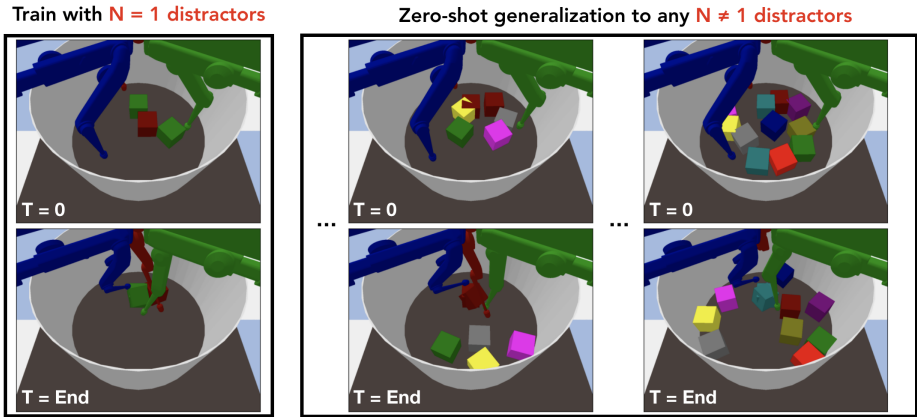 Train with N = 1 distractors
Zero-shot generalization to any N ≠ 1 distractors
T = 0
... T = 0
... T = 0
T = End
T = End
T = End